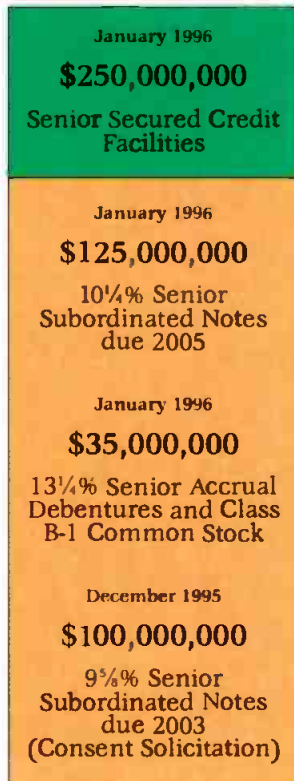 January 1996
$250,000,000
Senior Secured Credit
Facilities
January 1996
$125,000,000
10¼% Senior
Subordinated Notes
due 2005
January 1996
$35,000,000
13¼% Senior Accrual
Debentures and Class
B-1 Common Stock
December 1995
$100,000,000
9⅝% Senior
Subordinated Notes
due 2003
(Consent Solicitation)